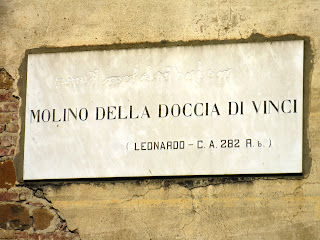 MOLINO DELLA DOCCIA DI VINCI
( LEONARDO - C. A. 282 R. b. )